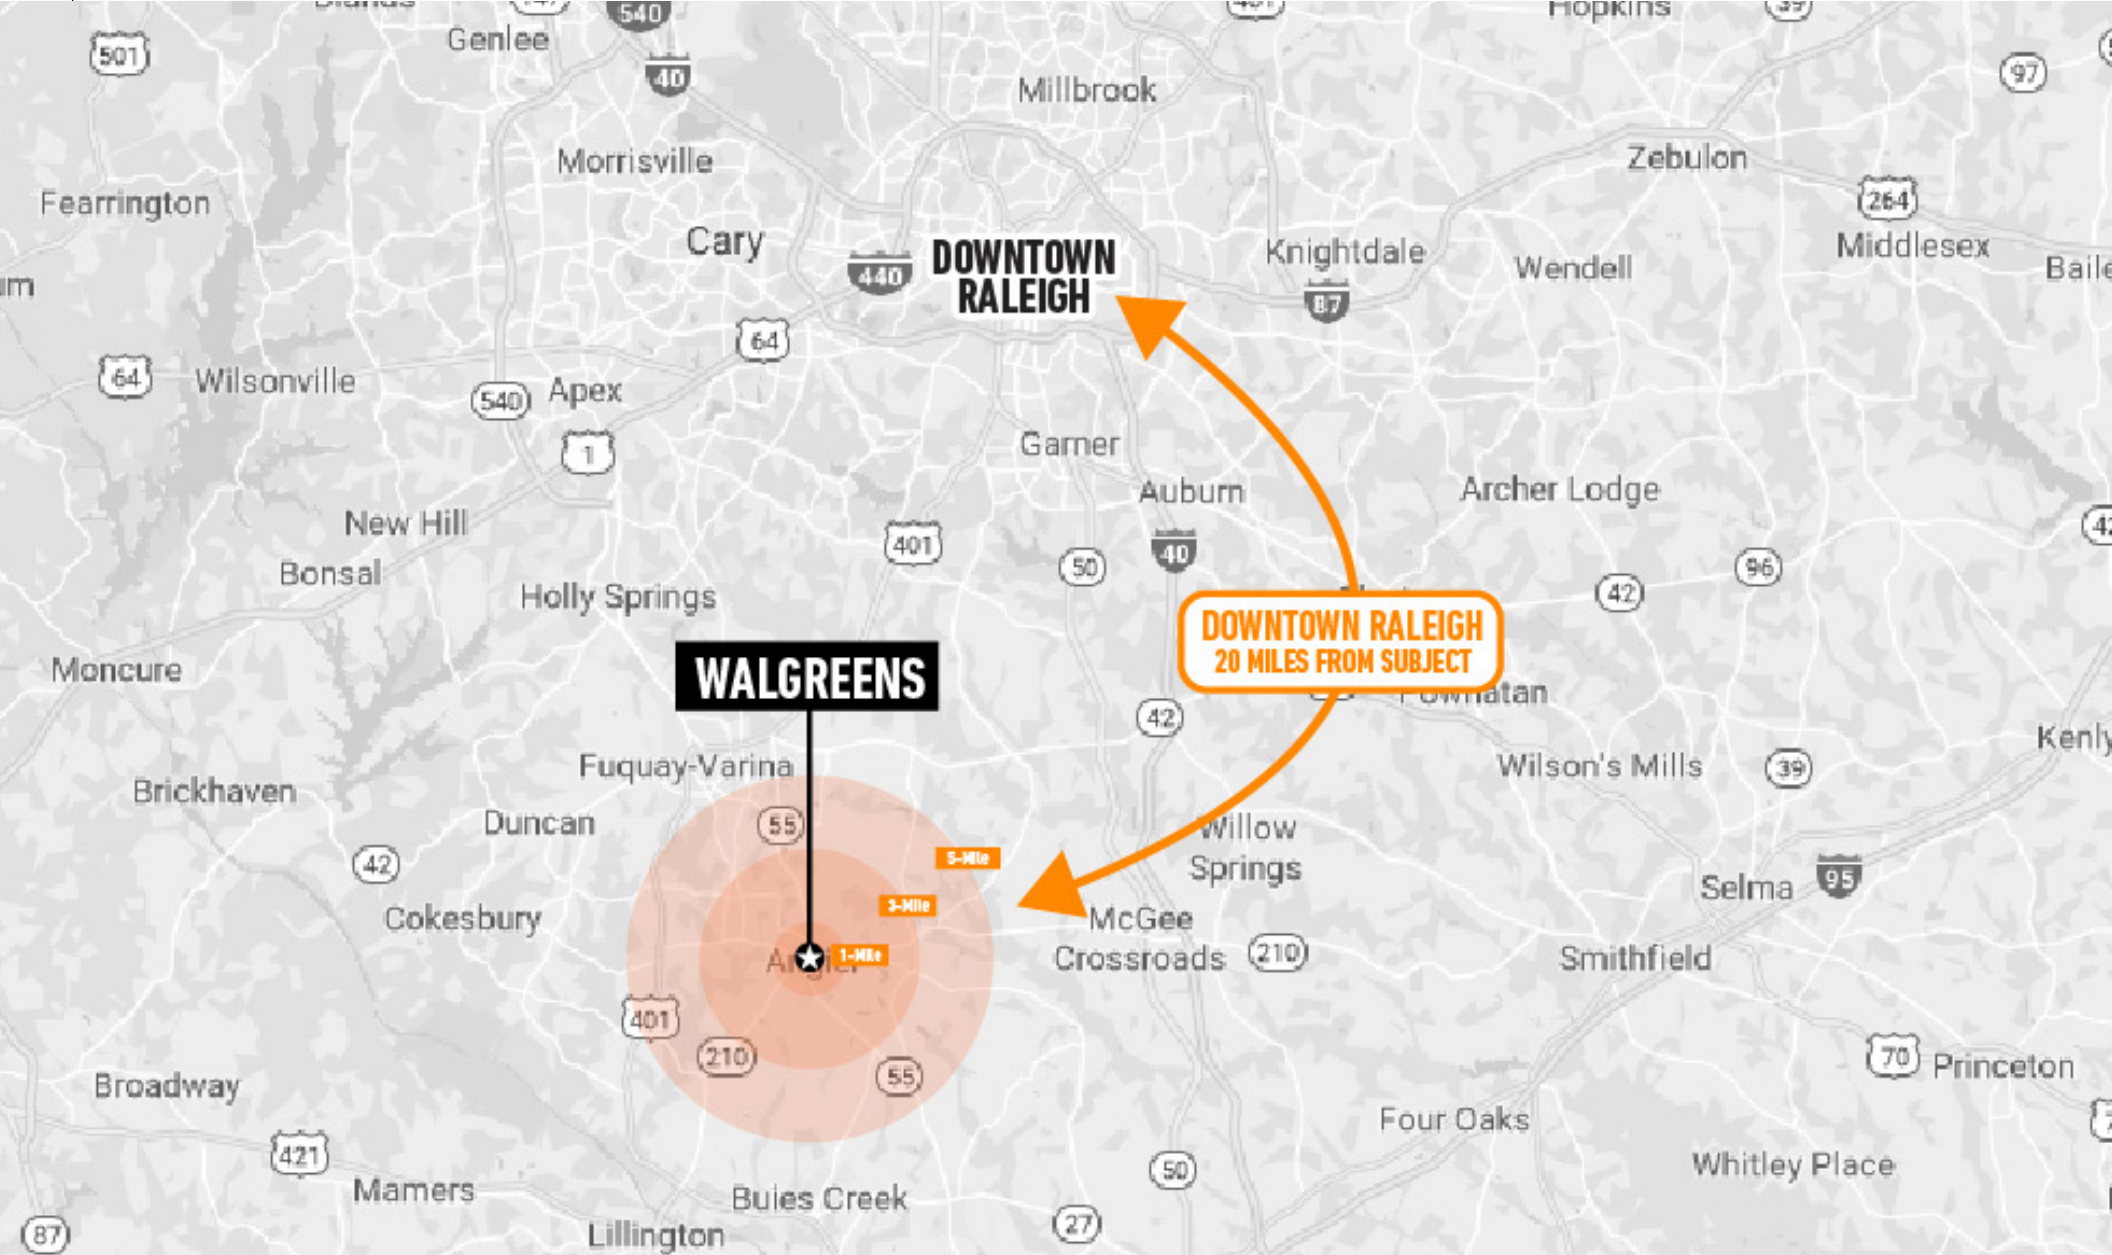 540
Genlee
501
40
Hopkins
39
97
Millbrook
Morrisville
Zebulon
Fearrington
264
Cary
440
DOWNTOWN
RALEIGH
Knightdale
Wendell
Middlesex
87
64
64
Wilsonville
540
Apex
1
Garner
Auburn
Archer Lodge
New Hill
401
40
50
96
42
Bonsal
Holly Springs
DOWNTOWN RALEIGH
20 MILES FROM SUBJECT
WALGREENS
Moncure
Powhatan
42
Fuquay-Varina
Wilson's Mills
39
Kenly
Brickhaven
Duncan
55
Willow
Springs
42
5-Mile
95
Selma
Cokesbury
3-Mile
McGee
Crossroads
210
1-Mile
Angier
Smithfield
401
210
55
70
Princeton
Broadway
Four Oaks
421
50
Whitley Place
Mamers
Buies Creek
87
Lillington
27